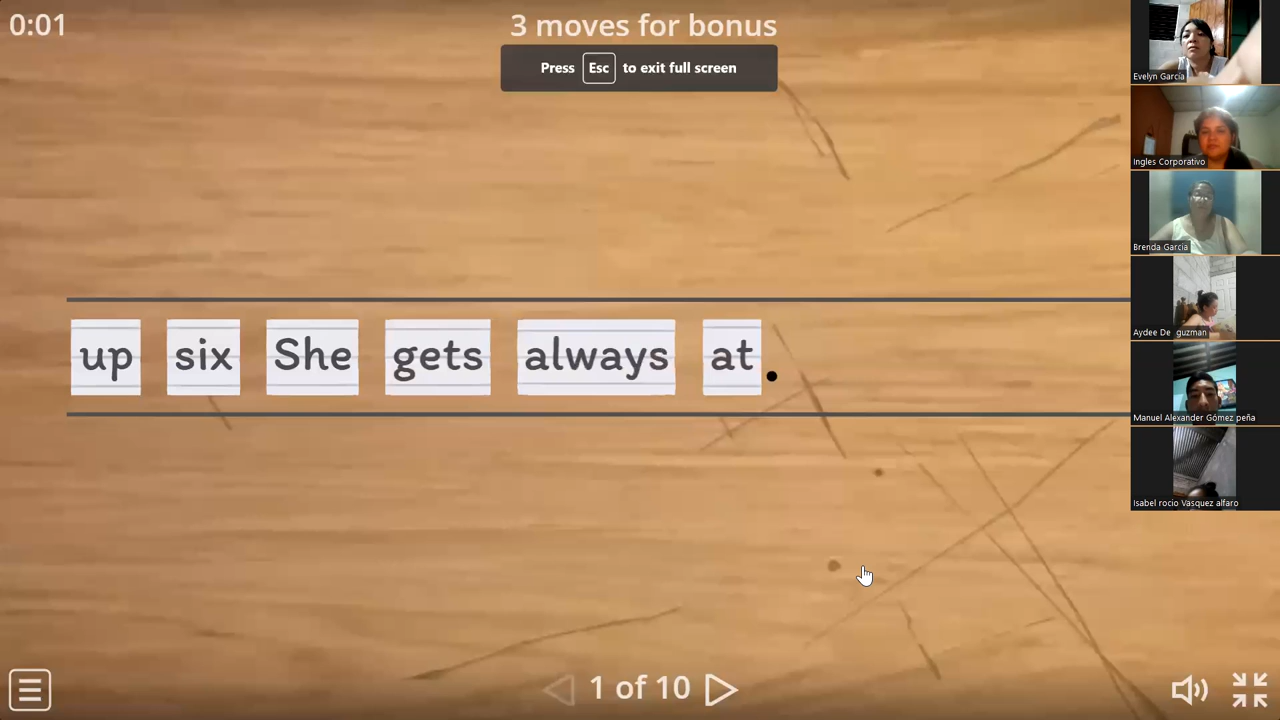 0:01
3 moves for bonus
Press Esc to exit full screen
Evelyn García
Ingles Corporativo
Brenda Garcia
up six She gets always at.
Aydee De guzman
Manuel Alexander Gómez peña
Isabel rocio Vasquez alfaro
1 of 10